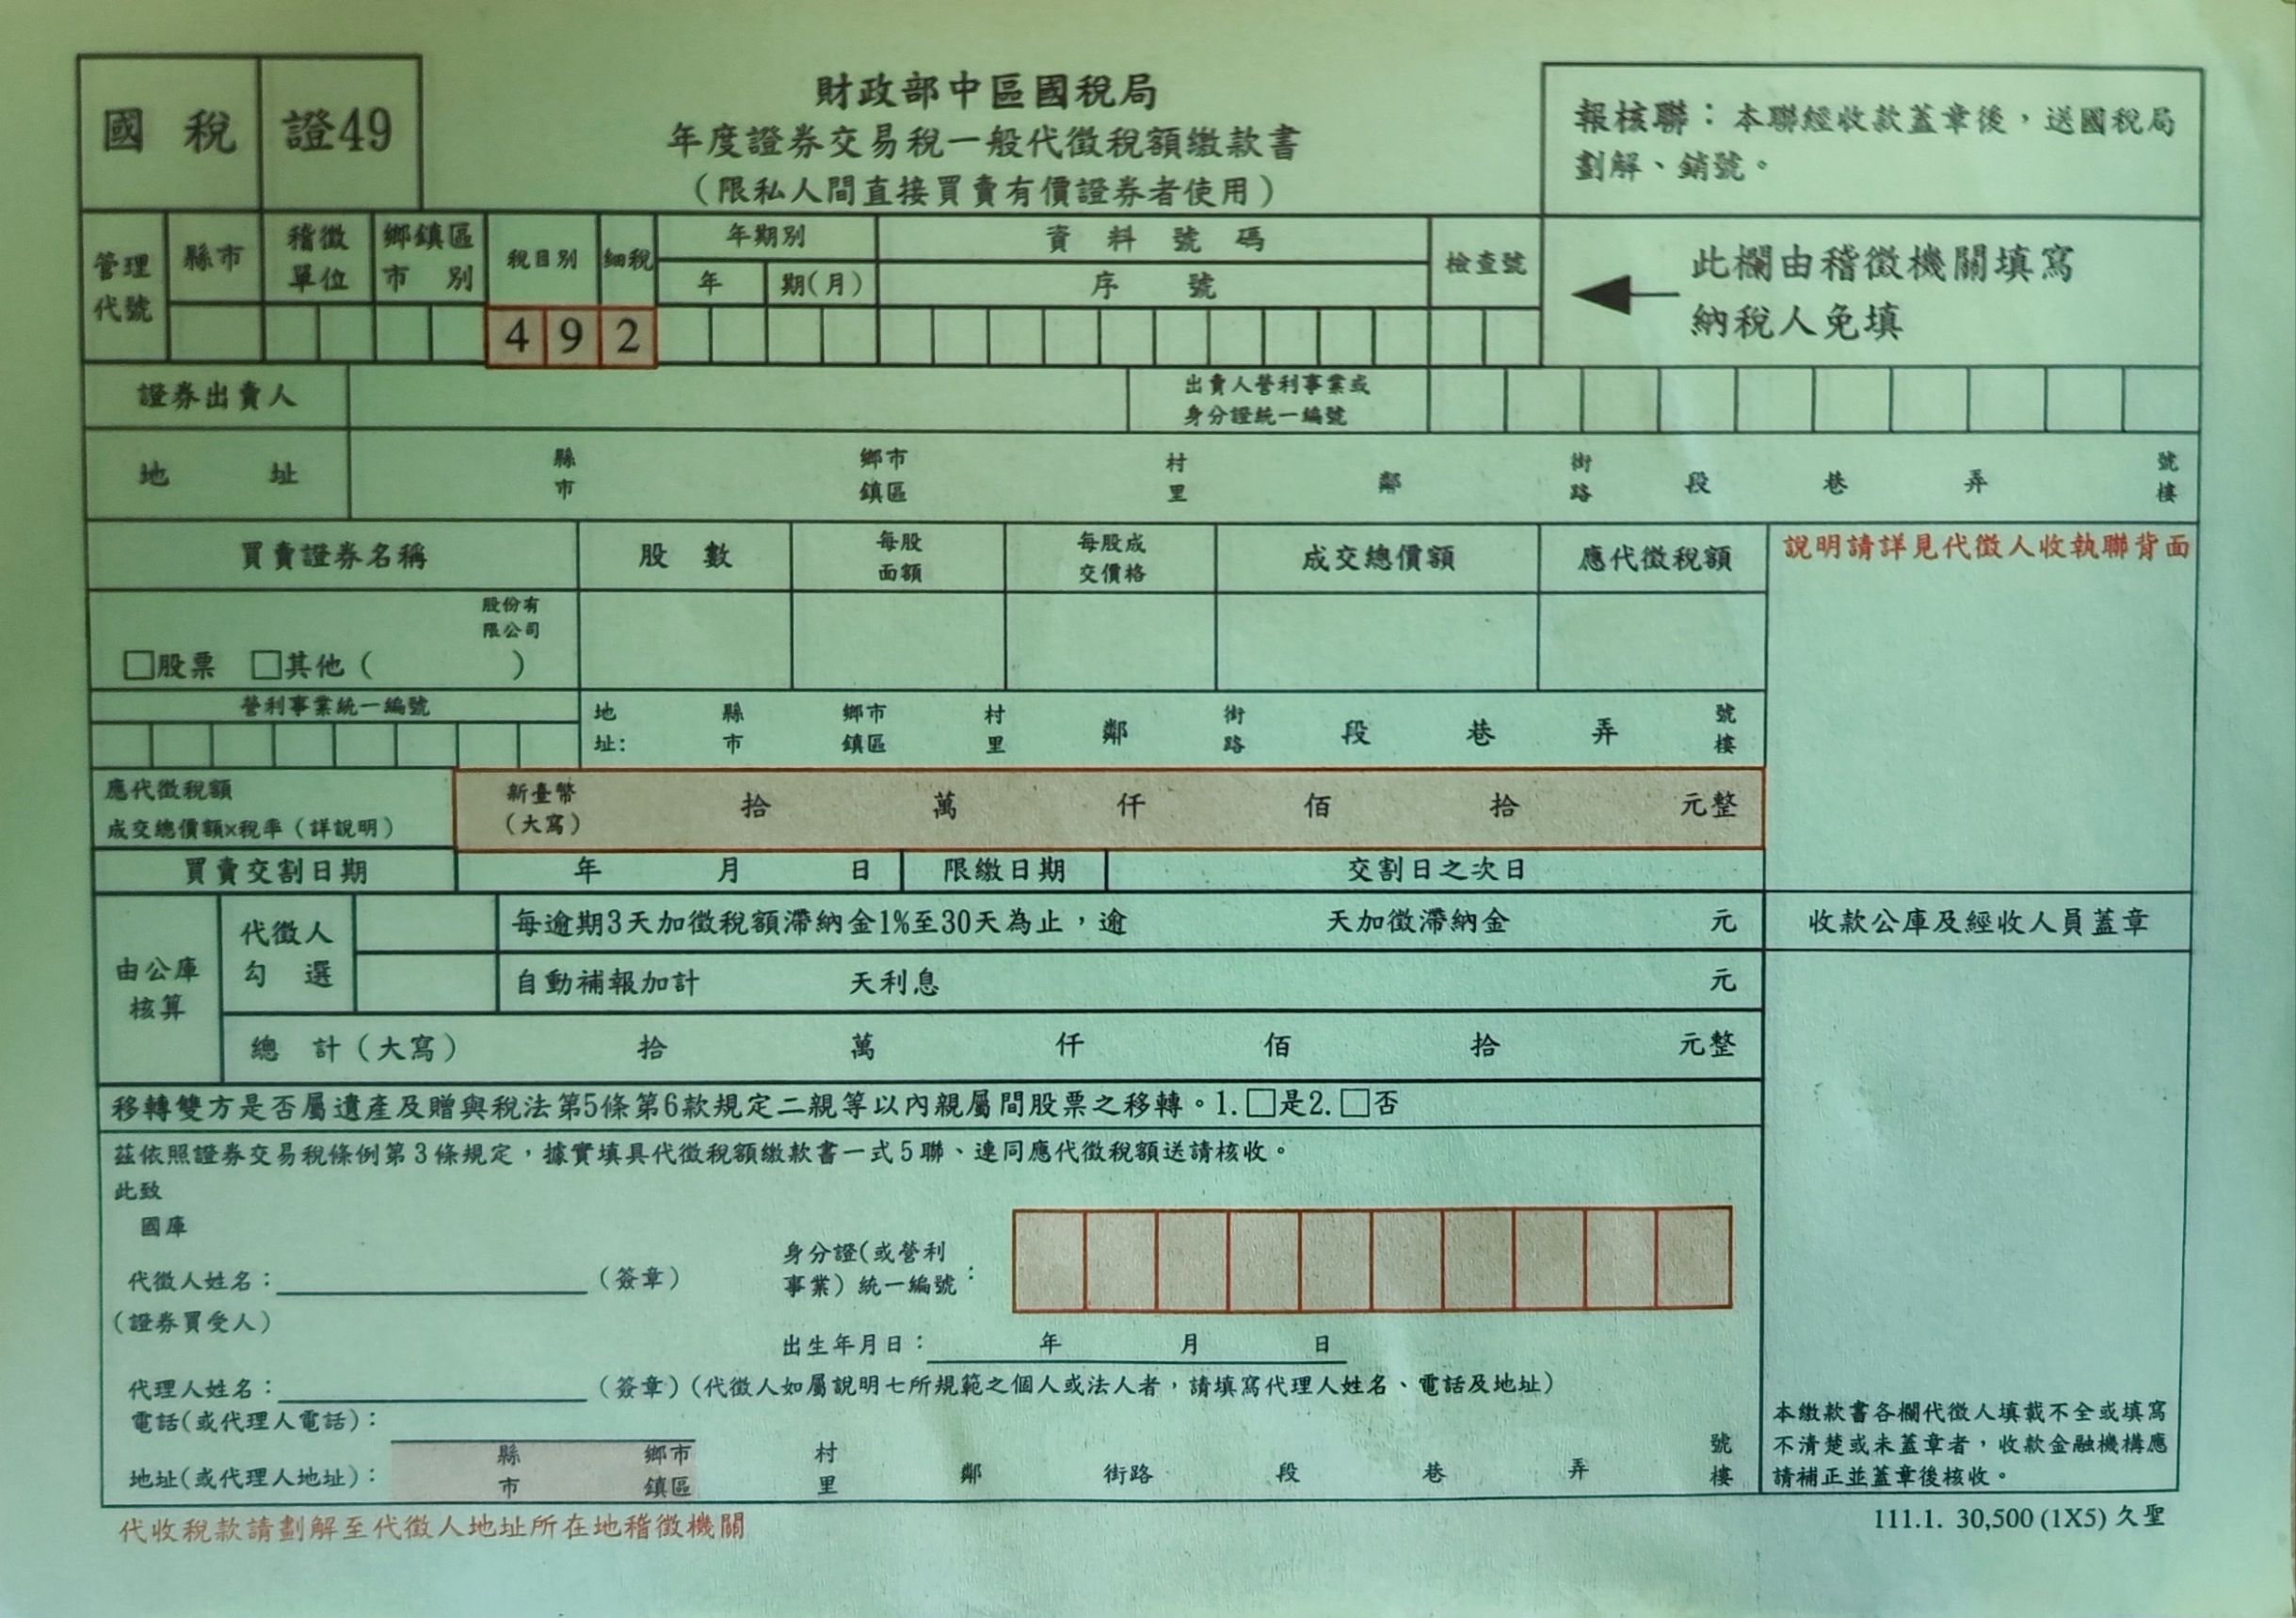 國 稅 證49
財政部中區國稅局
年度證券交易稅一般代徵稅額繳款書
(限私人間直接買賣有價證券者使用)
報核聯：本聯經收款蓋章後，送國稅局
劃解、銷號。
管理
代號
縣市
稽徵
單位
鄉鎮區
市 別
稅目別
細稅
年期別
年 期(月)
資 料 號 碼
序 號
檢查號
4 9 2
此欄由稽徵機關填寫
納稅人免填
證券出賣人
出賣人營利事業或
身分證統一編號
地 址
縣 鄉市 村 鄰 街 段 巷 弄 號
市 鎮區 里 路 樓
買賣證券名稱
股 數
每股
面額
每股成
交價格
成交總價額
應代徵稅額
說明請詳見代徵人收執聯背面
股份有
限公司
□股票 □其他( )
營利事業統一編號
地 縣 鄉市 村 鄰 街 段 巷 弄 號
址: 市 鎮區 里 路 樓
應代徵稅額
成交總價額×稅率(詳說明)
新臺幣
(大寫)
拾 萬 仟 佰 拾 元整
買賣交割日期 年 月 日 限繳日期 交割日之次日
由公庫
核算
代徵人
勾 選
每逾期3天加徵稅額滯納金1%至30天為止，逾 天加徵滯納金 元
自動補報加計 天利息 元
收款公庫及經收人員蓋章
總 計(大寫) 拾 萬 仟 佰 拾 元整
移轉雙方是否屬遺產及贈與稅法第5條第6款規定二親等以內親屬間股票之移轉。1.□是2.□否
茲依照證券交易稅條例第3條規定，據實填具代徵稅額繳款書一式5聯、連同應代徵稅額送請核收。
此致
國庫
代徵人姓名： (簽章)
(證券買受人)
身分證(或營利
事業)統一編號：
出生年月日： 年 月 日
代理人姓名： (簽章)(代徵人如屬說明七所規範之個人或法人者，請填寫代理人姓名、電話及地址)
電話(或代理人電話)：
地址(或代理人地址)：
縣 鄉市 村 鄰 街路 段 巷 弄 號
市 鎮區 里 樓
本繳款書各欄代徵人填載不全或填寫
不清楚或未蓋章者，收款金融機構應
請補正並蓋章後核收。
代收稅款請劃解至代徵人地址所在地稽徵機關
111.1. 30,500 (1X5) 久聖